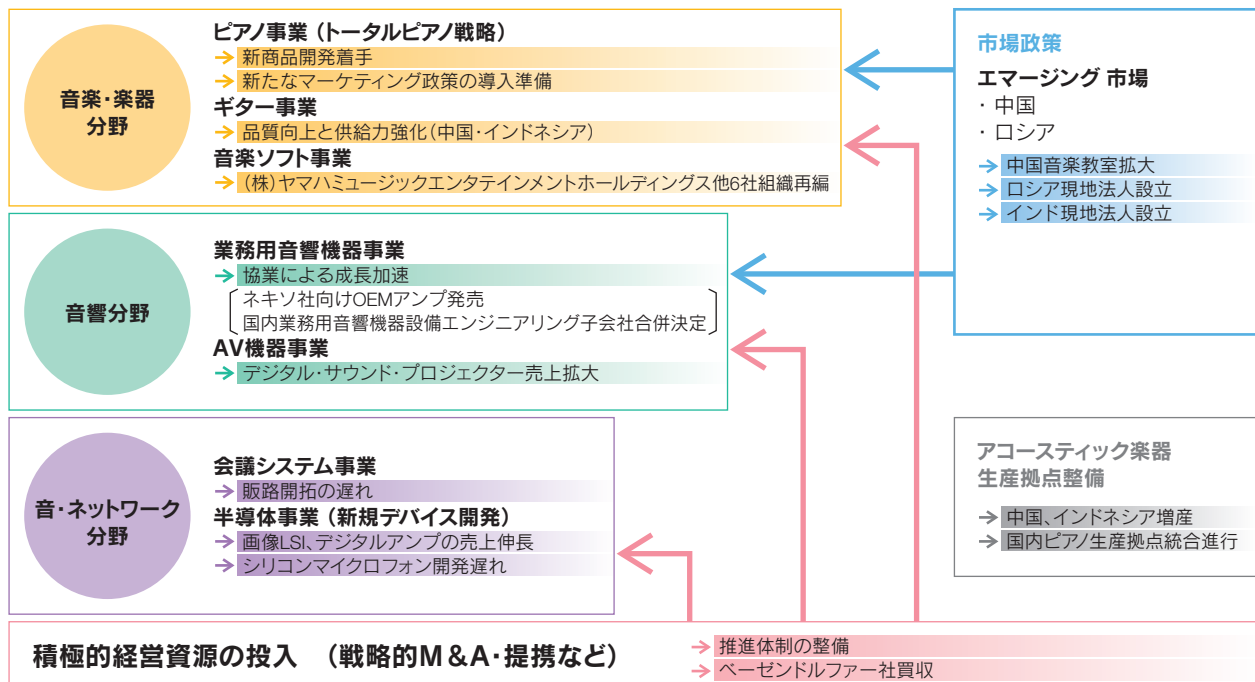 音楽・楽器
分野
ピアノ事業（トータルピアノ戦略）
→ 新商品開発着手
→ 新たなマーケティング政策の導入準備
ギター事業
→ 品質向上と供給力強化（中国・インドネシア）
音楽ソフト事業
→ （株）ヤマハミュージックエンタテインメントホールディングス他6社組織再編
音響分野
業務用音響機器事業
→ 協業による成長加速
ネキソ社向けOEMアンプ発売
国内業務用音響機器設備エンジニアリング子会社合併決定
AV機器事業
→ デジタル・サウンド・プロジェクター売上拡大
音・ネットワーク
分野
会議システム事業
→ 販路開拓の遅れ
半導体事業（新規デバイス開発）
→ 画像LSI、デジタルアンプの売上伸長
→ シリコンマイクロフォン開発遅れ
市場政策
エマージング 市場
・ 中国
・ ロシア
→ 中国音楽教室拡大
→ ロシア現地法人設立
→ インド現地法人設立
アコースティック楽器
生産拠点整備
→ 中国、インドネシア増産
→ 国内ピアノ生産拠点統合進行
積極的経営資源の投入 （戦略的M＆A・提携など）
→ 推進体制の整備
→ ベーゼンドルファー社買収